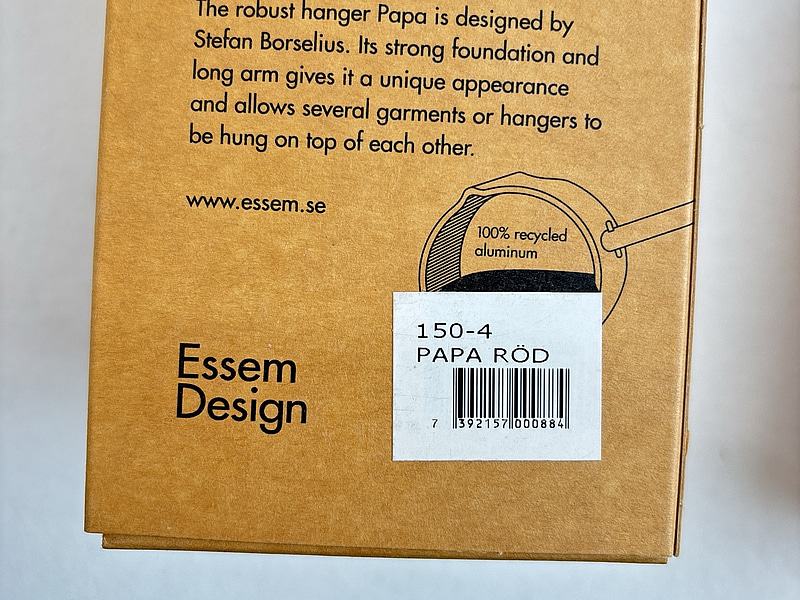 The robust hanger Papa is designed by
Stefan Borselius. Its strong foundation and
long arm gives it a unique appearance
and allows several garments or hangers to
be hung on top of each other.
www.essem.se
100% recycled
aluminum
150-4
PAPA RÖD
7 392157 000884
Essem
Design